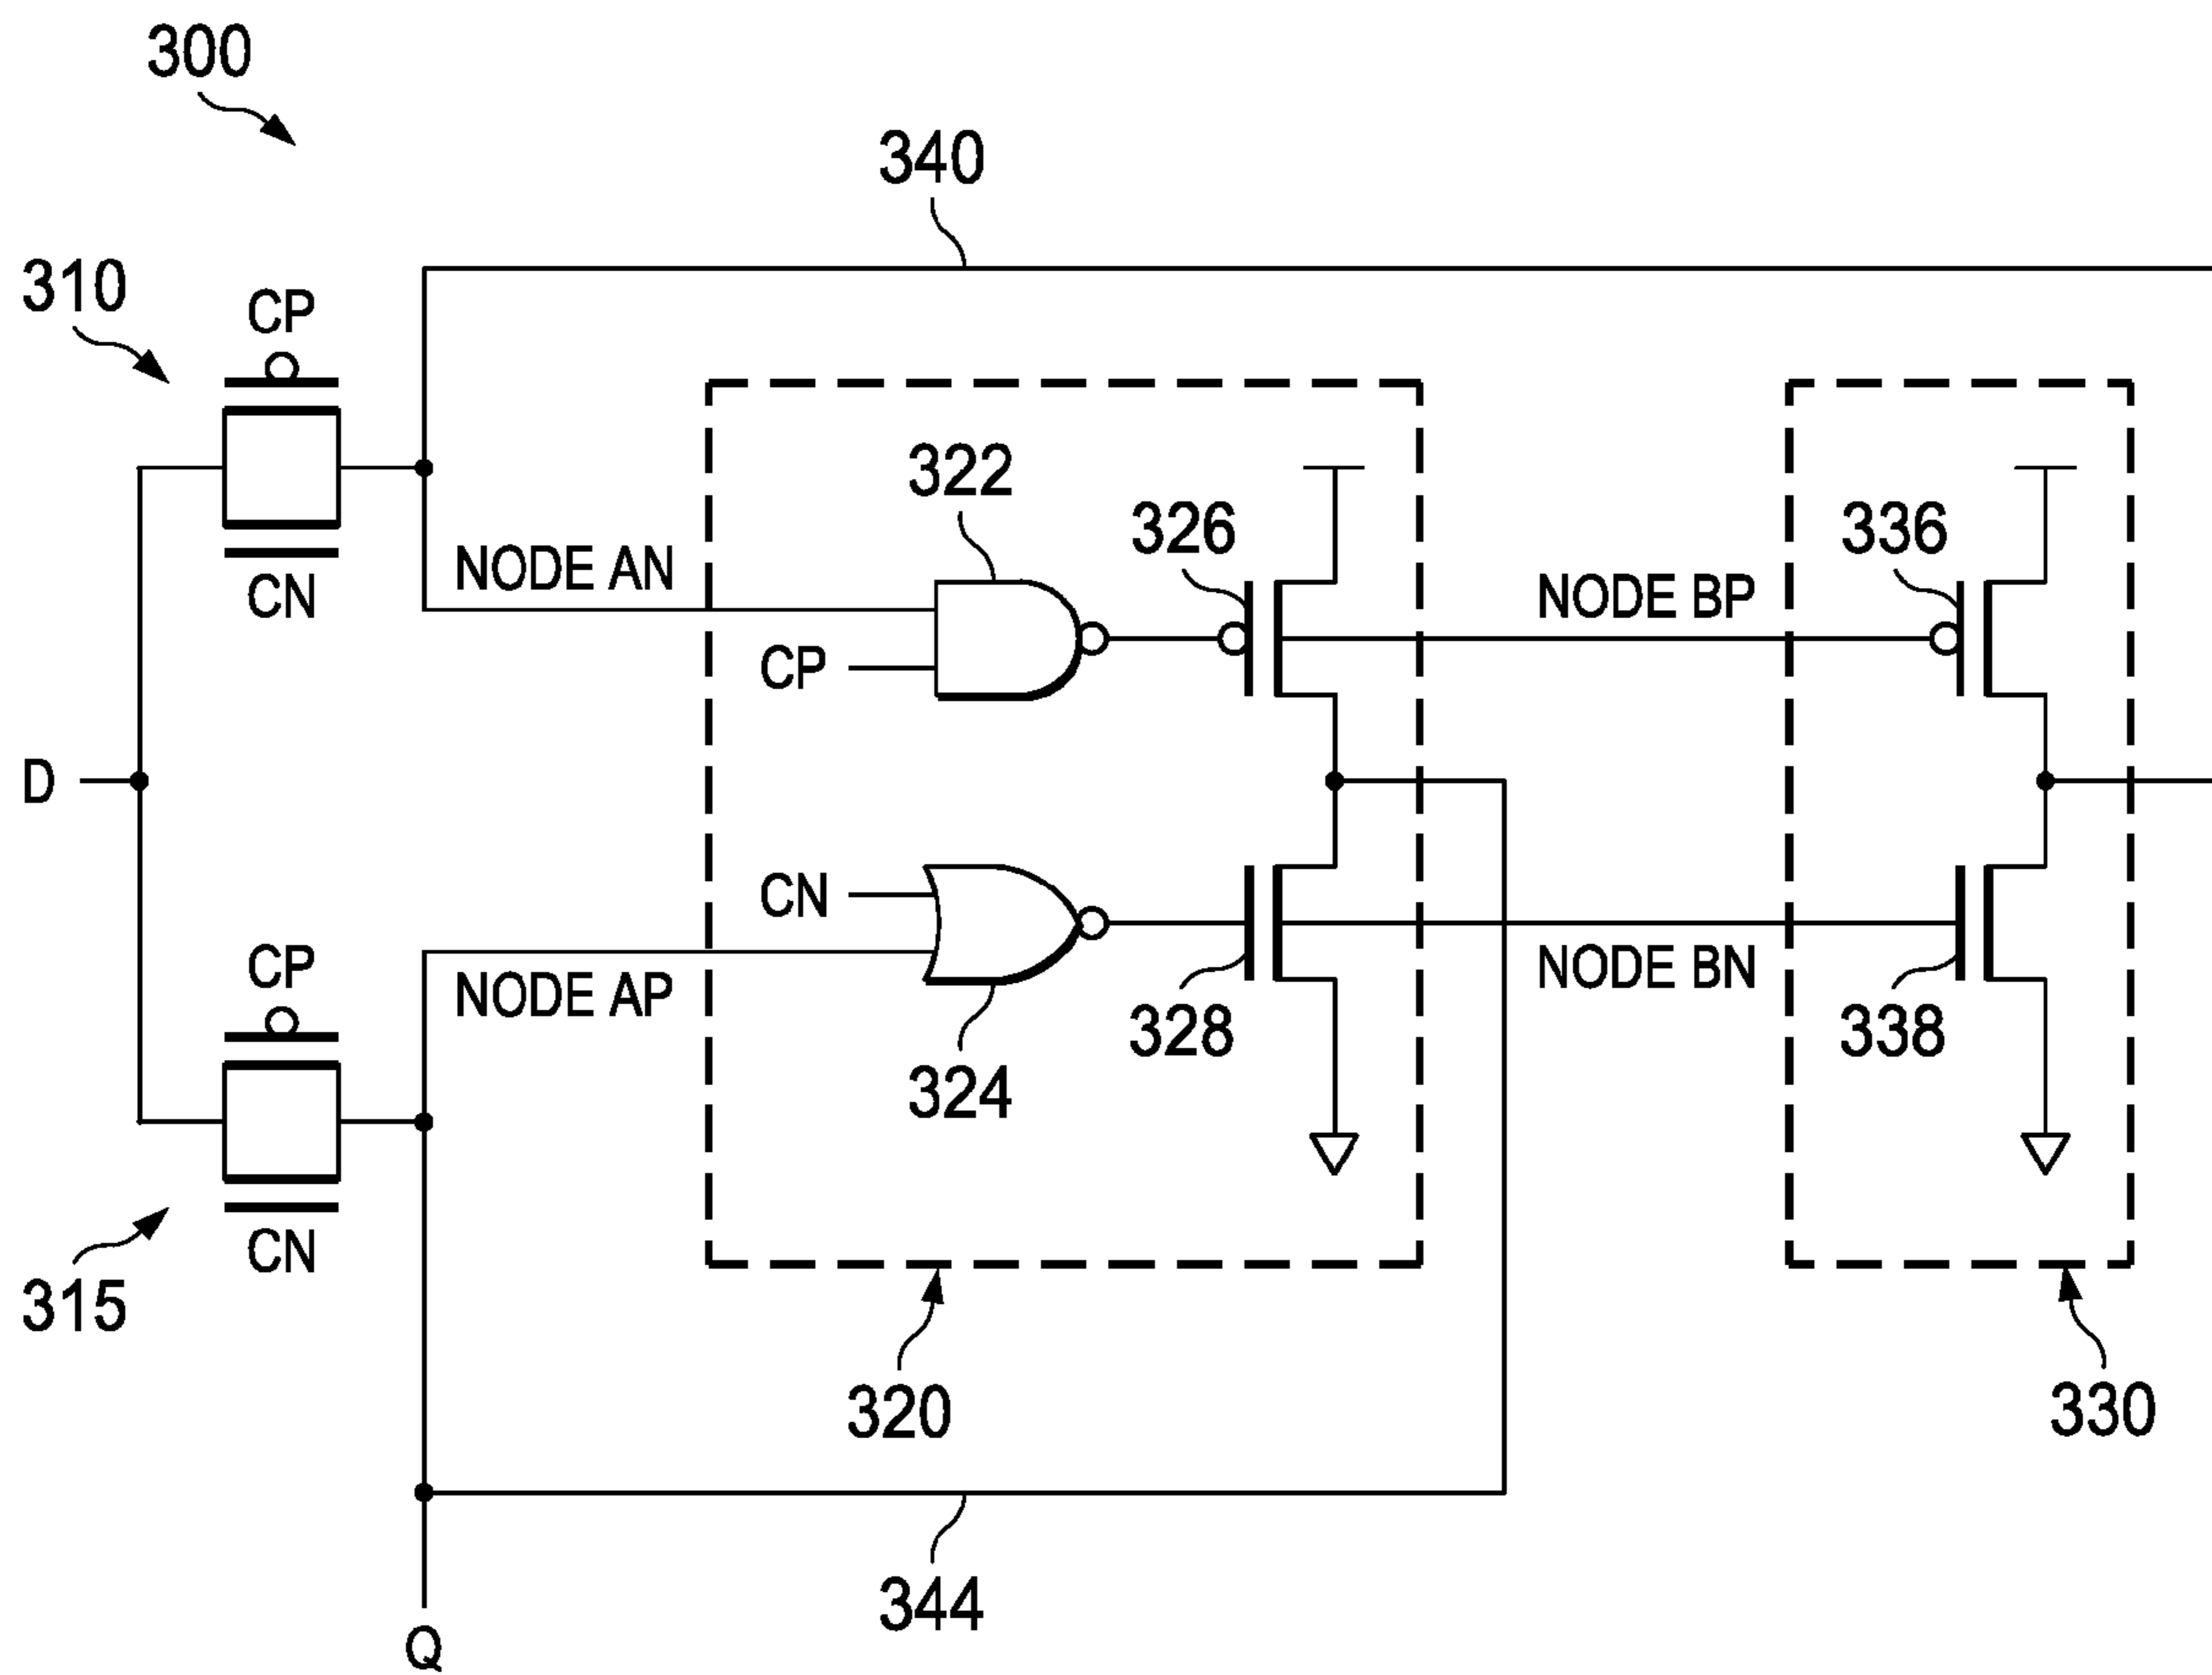 300
340
310
CP
322
326
336
NODE AN
NODE BP
CN
CP
D
CN
CP
NODE AP
NODE BN
328
338
324
CN
315
320
330
344
Q